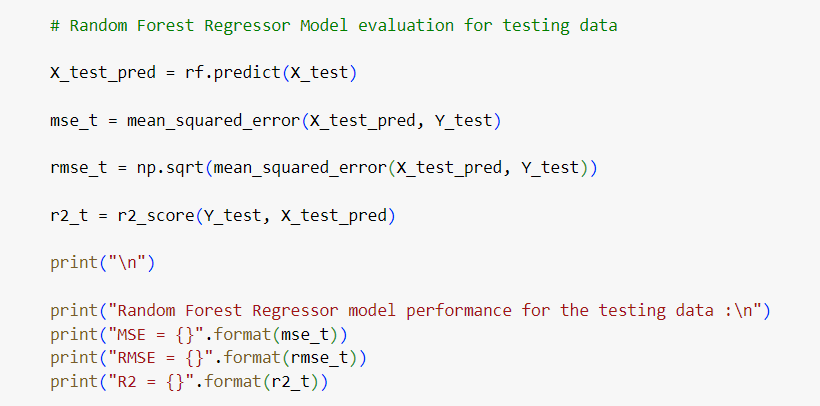 # Random Forest Regressor Model evaluation for testing data
X_test_pred = rf.predict(X_test)
mse_t = mean_squared_error(X_test_pred, Y_test)
rmse_t = np.sqrt(mean_squared_error(X_test_pred, Y_test))
r2_t = r2_score(Y_test, X_test_pred)
print("\n")
print("Random Forest Regressor model performance for the testing data :\n")
print("MSE = {}".format(mse_t))
print("RMSE = {}".format(rmse_t))
print("R2 = {}".format(r2_t))